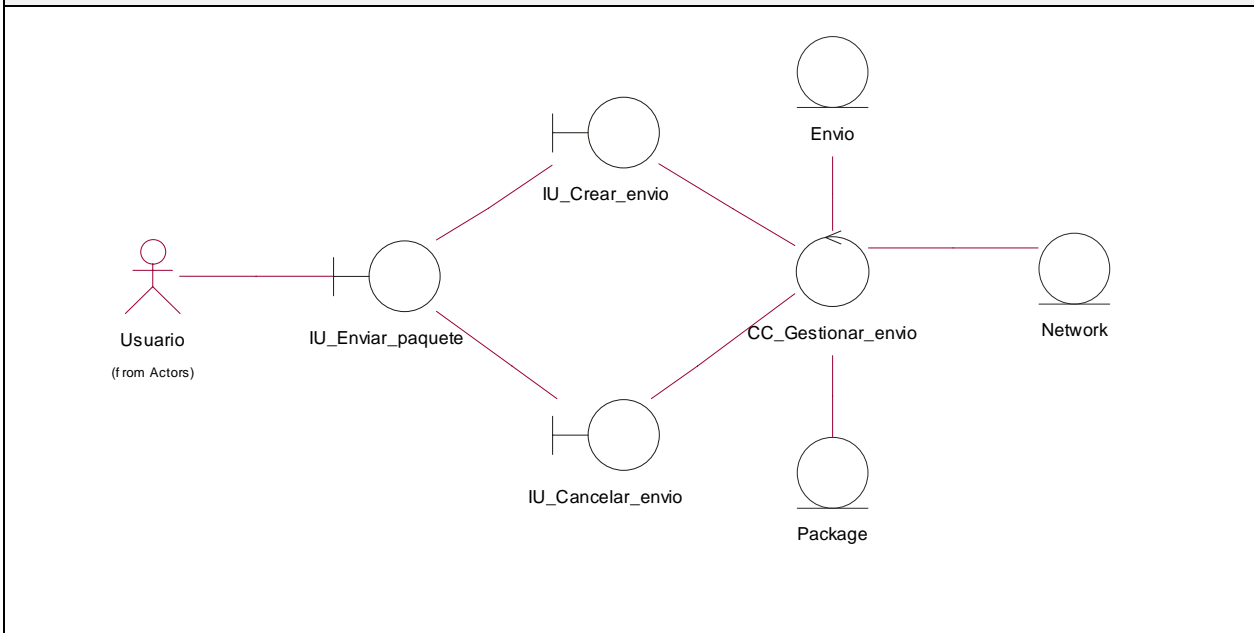 Envio
IU_Crear_envio
Usuario
(from Actors)
IU_Enviar_paquete
CC_Gestionar_envio
Network
IU_Cancelar_envio
Package